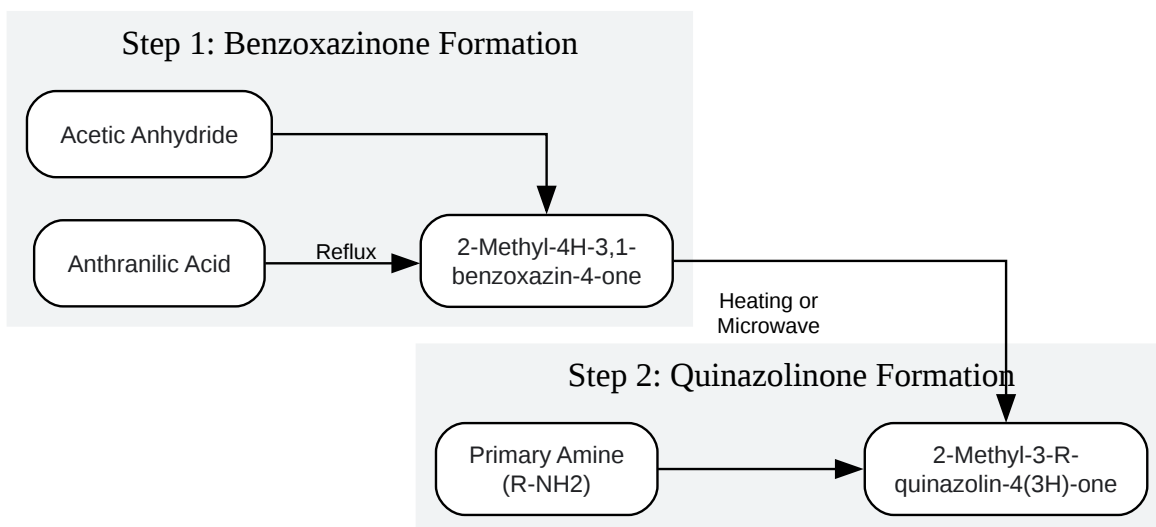 Step 1: Benzoxazinone Formation
Acetic Anhydride
Anthranilic Acid
Reflux
2-Methyl-4H-3,1-
benzoxazin-4-one
Heating or
Microwave
Step 2: Quinazolinone Formation
Primary Amine
(R-NH2)
2-Methyl-3-R-
quinazolin-4(3H)-one